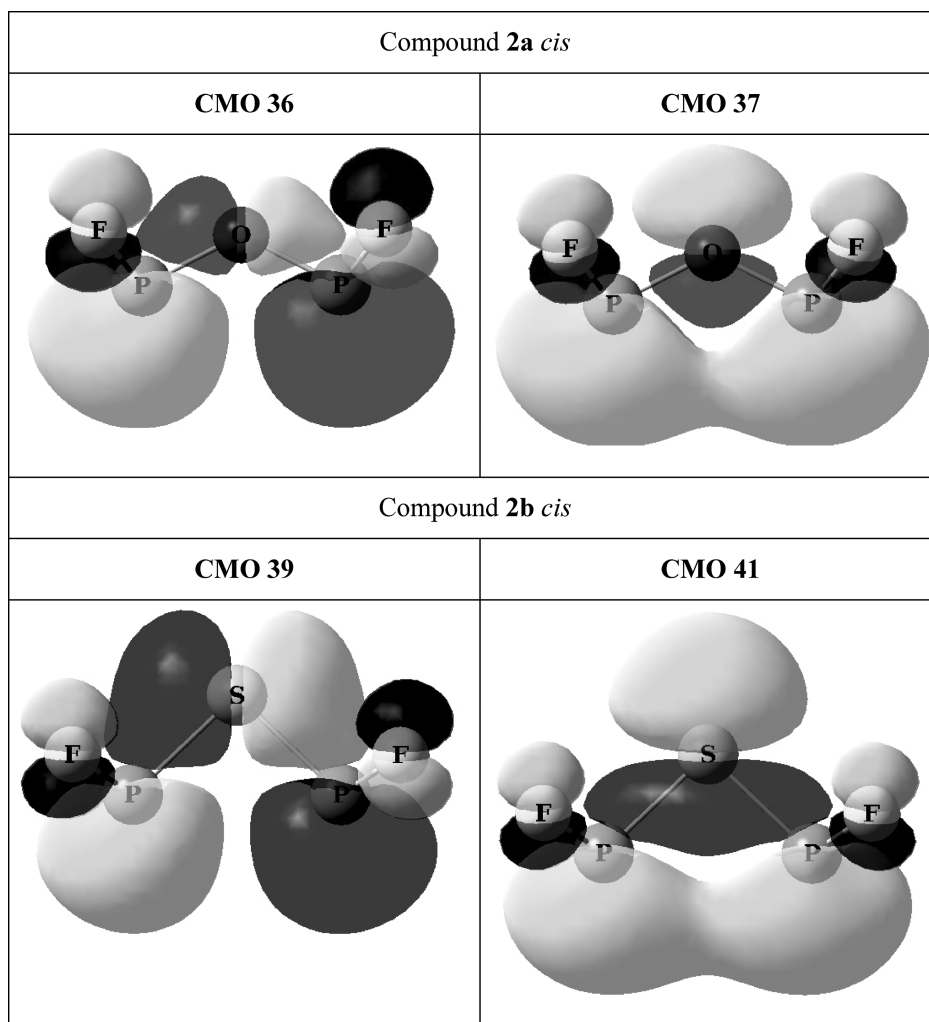 Compound 2a cis
CMO 36 CMO 37
F O F F O F
P P P P
Compound 2b cis
CMO 39 CMO 41
S
F F S
P P F F
P P